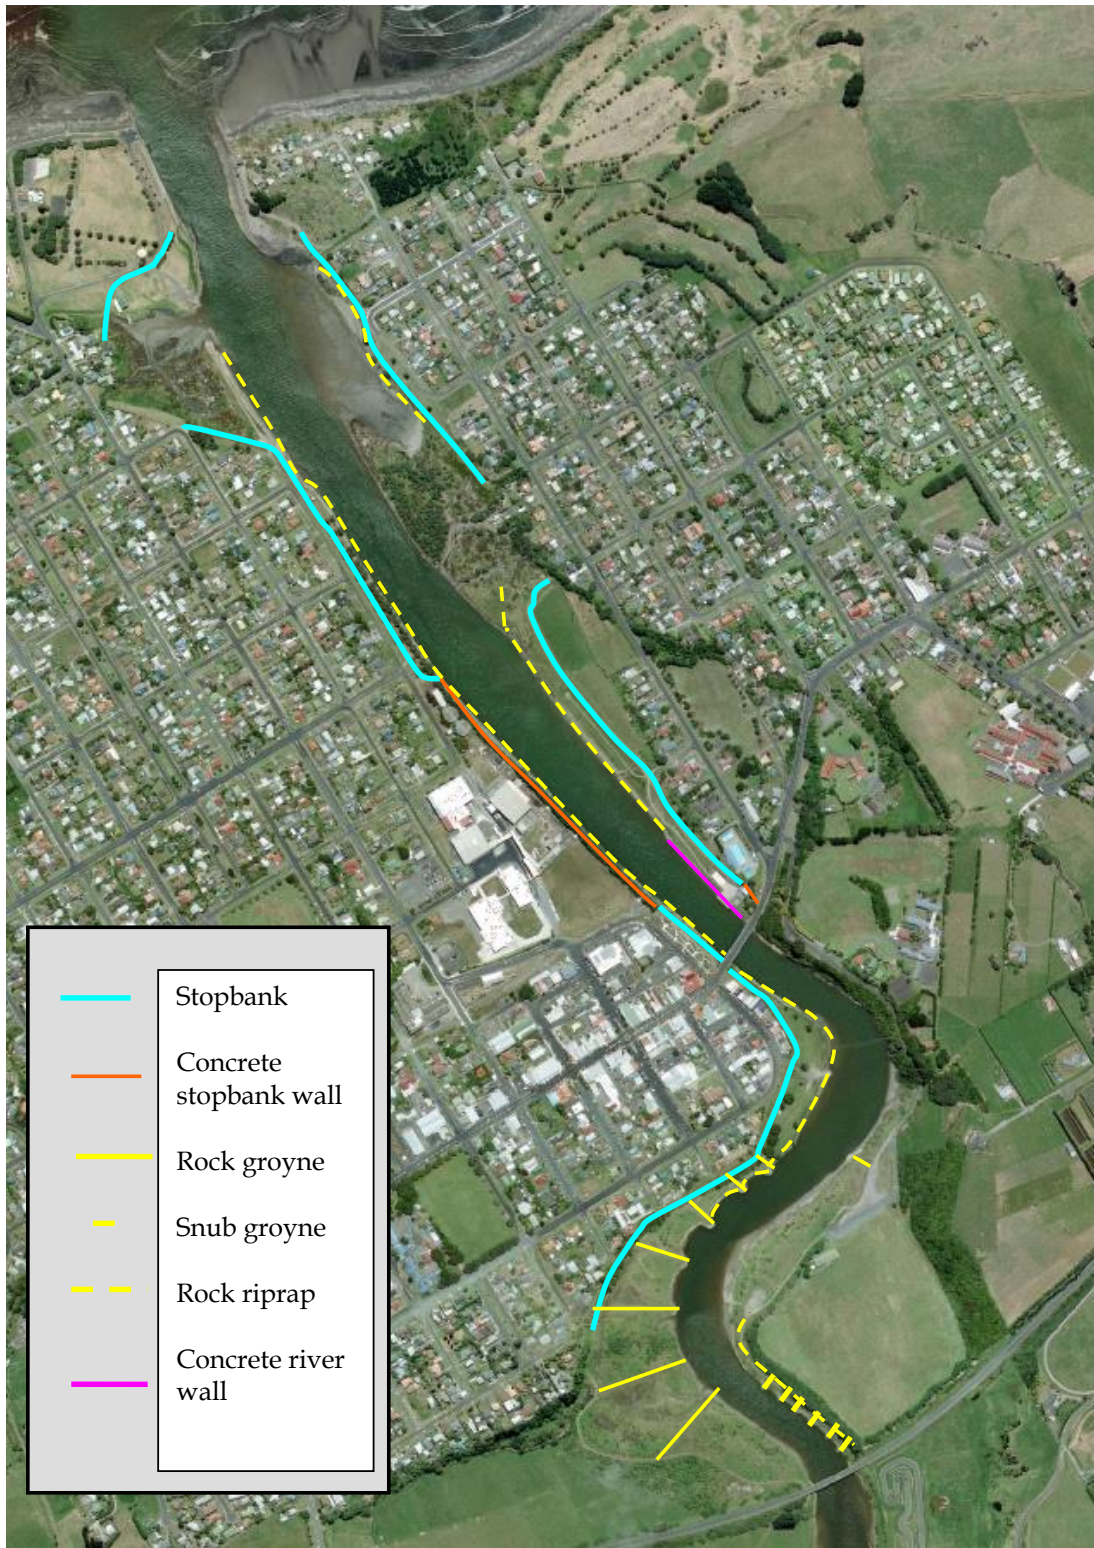 Stopbank
Concrete
stopbank wall
Rock groyne
Snub groyne
Rock riprap
Concrete river
wall